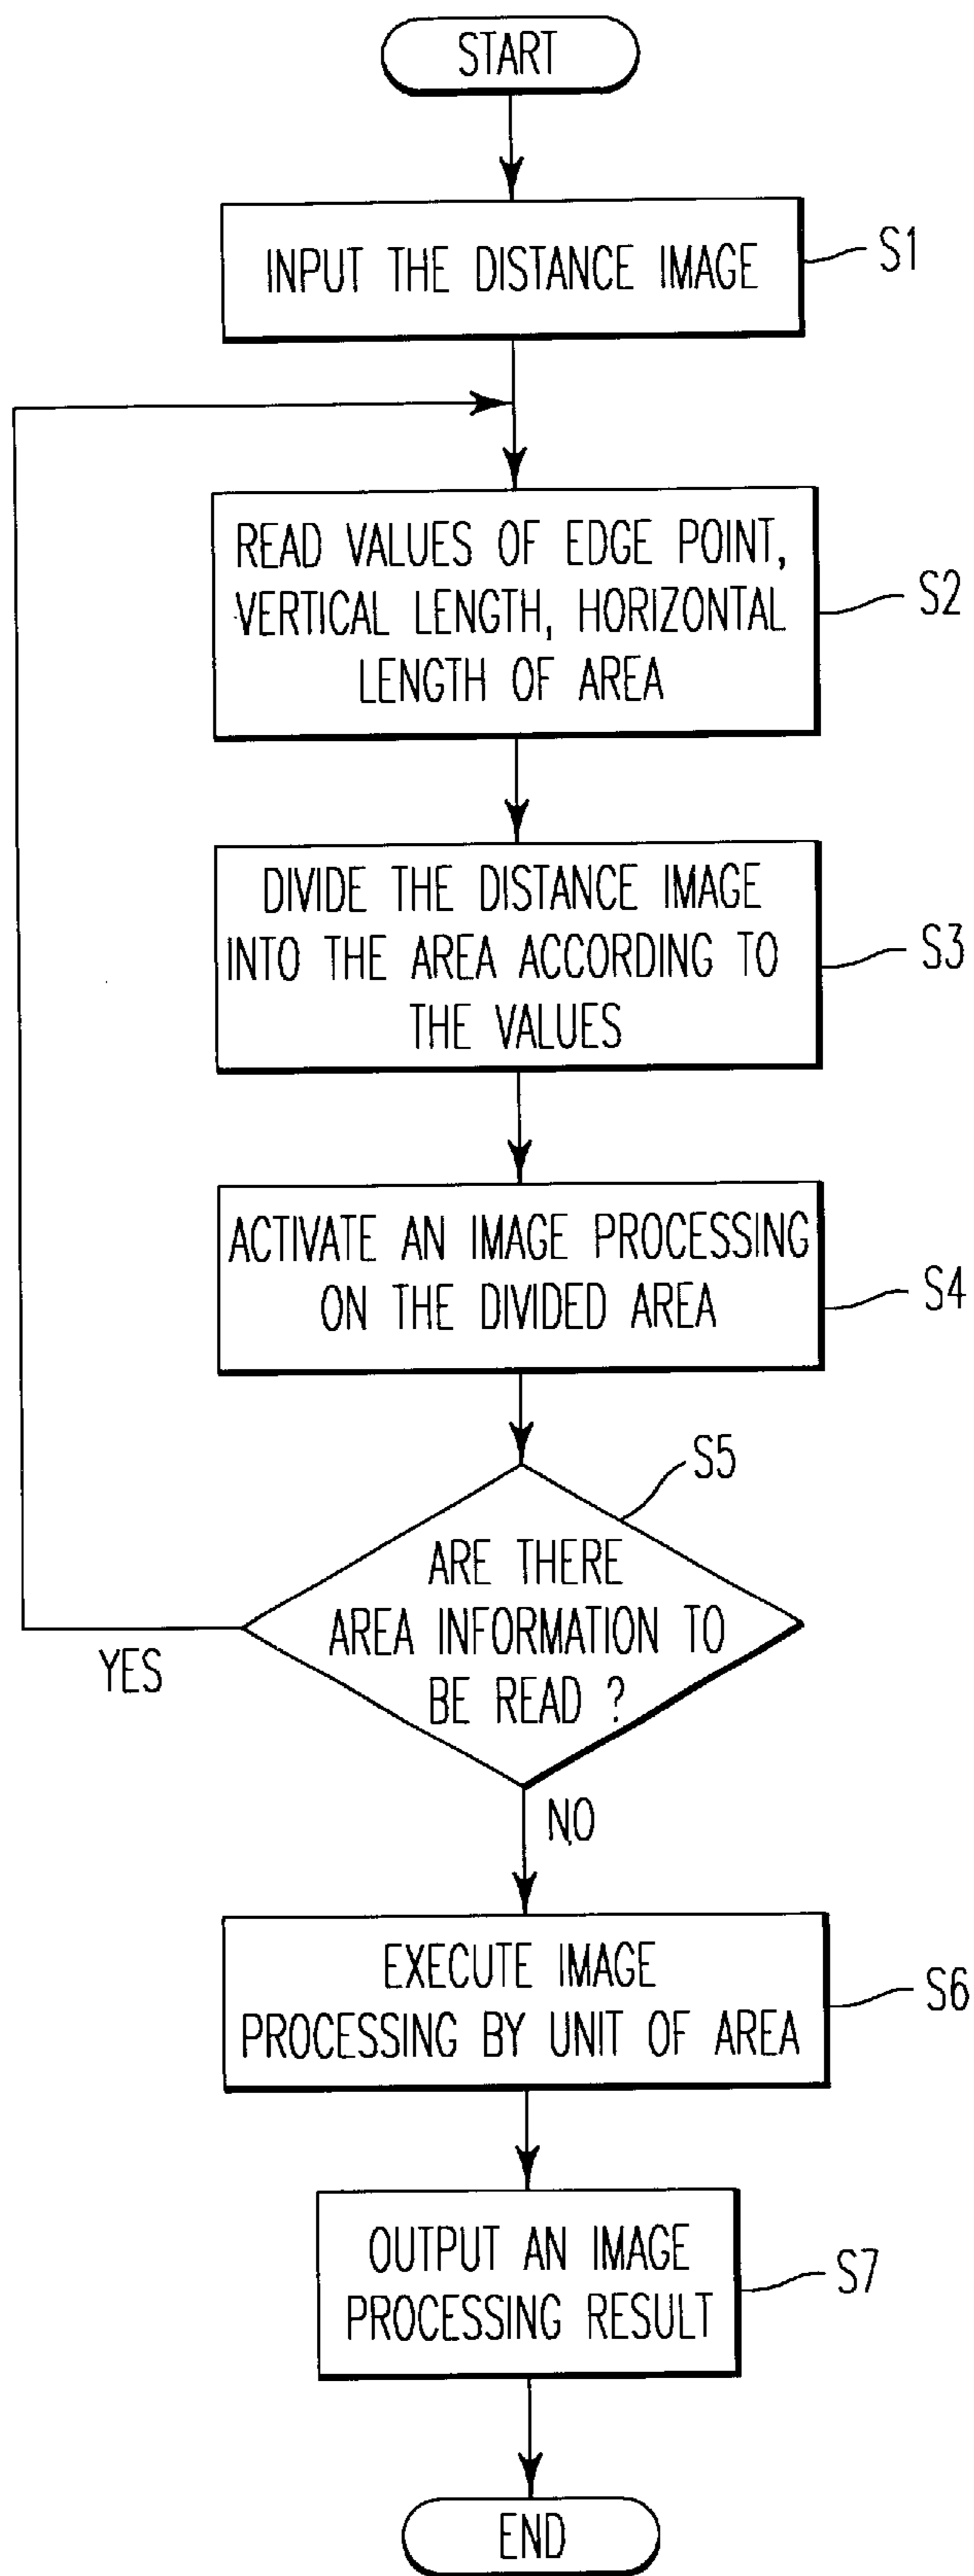 START
INPUT THE DISTANCE IMAGE
S1
READ VALUES OF EDGE POINT,
VERTICAL LENGTH, HORIZONTAL
LENGTH OF AREA
S2
DIVIDE THE DISTANCE IMAGE
INTO THE AREA ACCORDING TO
THE VALUES
S3
ACTIVATE AN IMAGE PROCESSING
ON THE DIVIDED AREA
S4
S5
ARE THERE
AREA INFORMATION TO
BE READ ?
YES
NO
EXECUTE IMAGE
PROCESSING BY UNIT OF AREA
S6
OUTPUT AN IMAGE
PROCESSING RESULT
S7
END